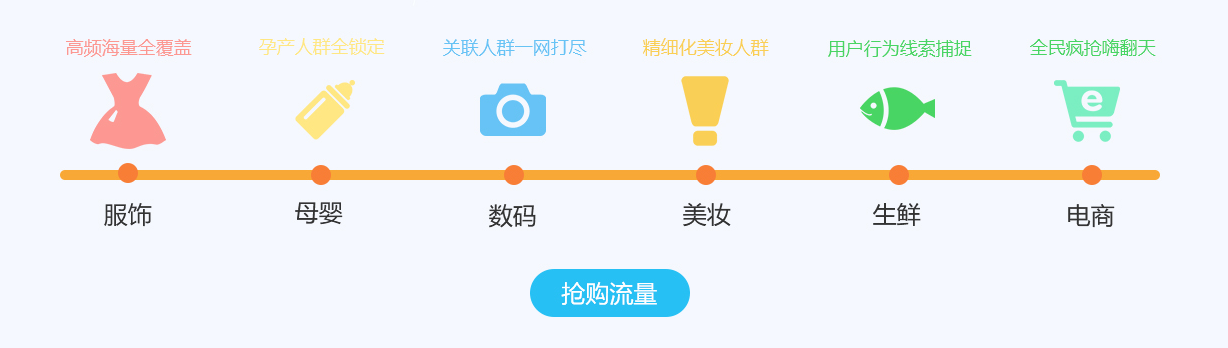 高频海量全覆盖
孕产人群全锁定
关联人群一网打尽
精细化美妆人群
用户行为线索捕捉
全民疯抢嗨翻天
e
服饰
母婴
数码
美妆
生鲜
电商
抢购流量